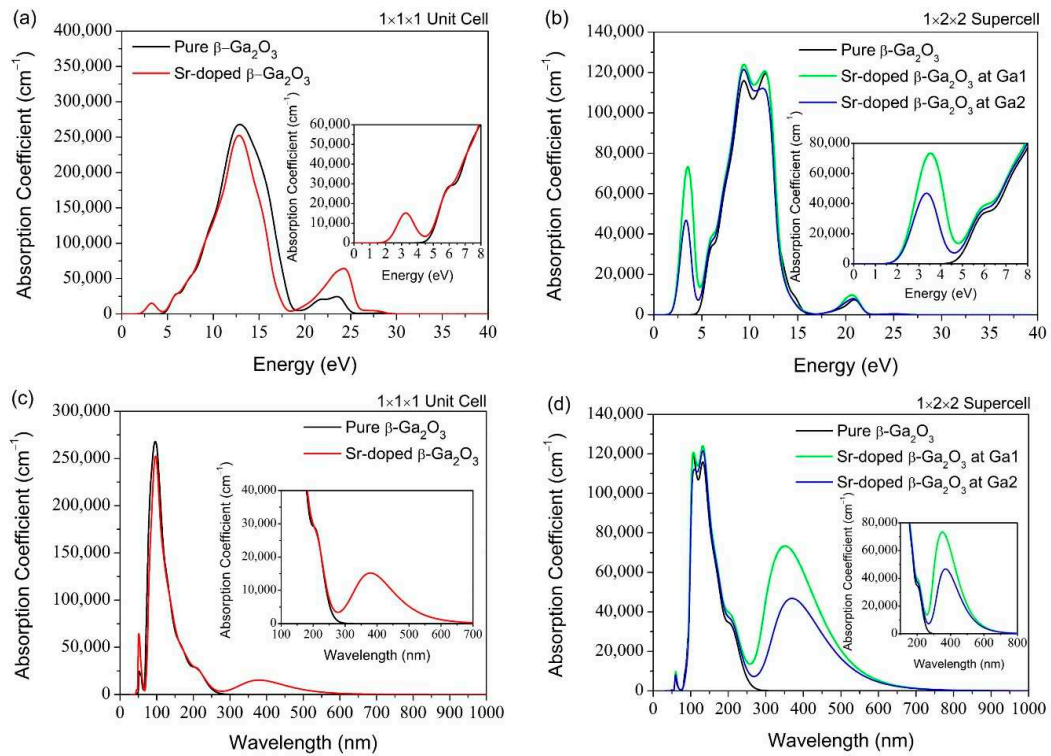 (a)
1×1×1 Unit Cell
400,000
350,000
300,000
250,000
200,000
150,000
100,000
50,000
0
Absorption Coefficient (cm⁻¹)
Pure β−Ga₂O₃
Sr-doped β−Ga₂O₃
60,000
50,000
40,000
30,000
20,000
10,000
0
Absorption Coefficient (cm⁻¹)
0 1 2 3 4 5 6 7 8
Energy (eV)
0 5 10 15 20 25 30 35 40
Energy (eV)
(b)
1×2×2 Supercell
140,000
120,000
100,000
80,000
60,000
40,000
20,000
0
Absorption Coefficient (cm⁻¹)
Pure β-Ga₂O₃
Sr-doped β-Ga₂O₃ at Ga1
Sr-doped β-Ga₂O₃ at Ga2
80,000
60,000
40,000
20,000
0
Absorption Coefficient (cm⁻¹)
0 1 2 3 4 5 6 7 8
Energy (eV)
0 5 10 15 20 25 30 35 40
Energy (eV)
(c)
1×1×1 Unit Cell
300,000
250,000
200,000
150,000
100,000
50,000
0
Absorption Coefficient (cm⁻¹)
Pure β-Ga₂O₃
Sr-doped β-Ga₂O₃
40,000
30,000
20,000
10,000
0
Absorption Coefficient (cm⁻¹)
100 200 300 400 500 600 700
Wavelength (nm)
0 100 200 300 400 500 600 700 800 900 1000
Wavelength (nm)
(d)
1×2×2 Supercell
140,000
120,000
100,000
80,000
60,000
40,000
20,000
0
Absorption Coefficient (cm⁻¹)
Pure β-Ga₂O₃
Sr-doped β-Ga₂O₃ at Ga1
Sr-doped β-Ga₂O₃ at Ga2
80,000
60,000
40,000
20,000
0
Absorption Coeefficient (cm⁻¹)
200 400 600 800
Wavelength (nm)
0 100 200 300 400 500 600 700 800 900 1000
Wavelength (nm)